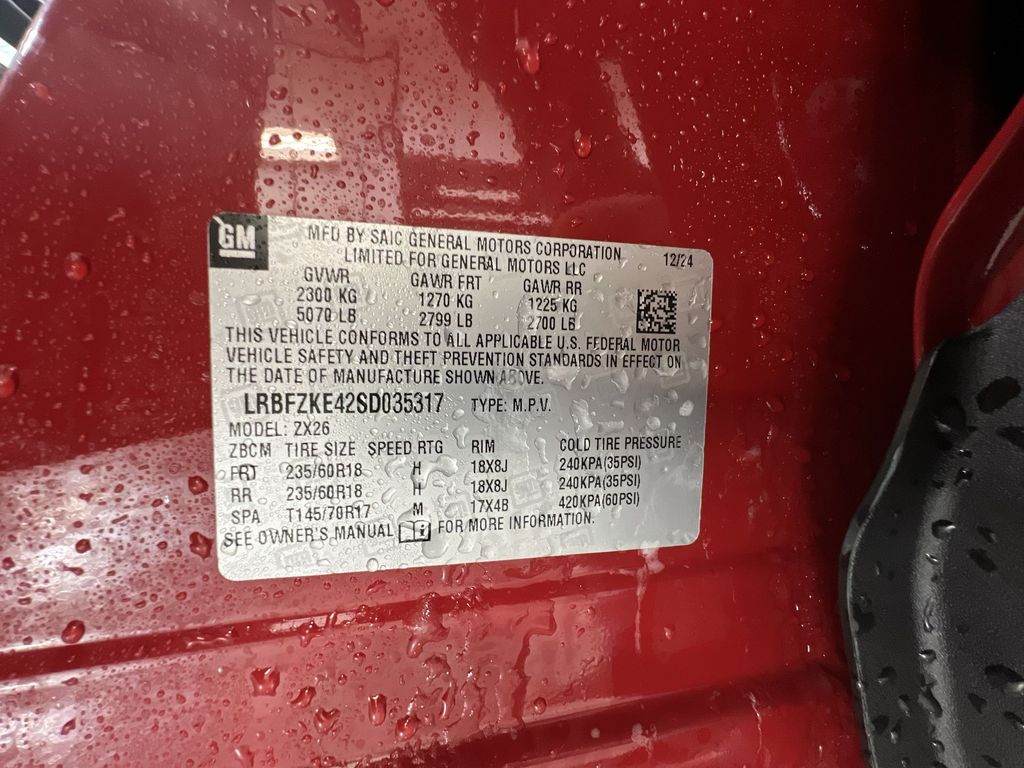 GM
MFD BY SAIC GENERAL MOTORS CORPORATION
LIMITED FOR GENERAL MOTORS LLC
12/24
GVWR GAWR FRT GAWR RR
2300 KG 1270 KG 1225 KG
5070 LB 2799 LB 2700 LB
THIS VEHICLE CONFORMS TO ALL APPLICABLE U.S. FEDERAL MOTOR
VEHICLE SAFETY AND THEFT PREVENTION STANDARDS IN EFFECT ON
THE DATE OF MANUFACTURE SHOWN ABOVE.
LRBFZKE42SD035317 TYPE: M.P.V.
MODEL: ZX26
ZBCM TIRE SIZE SPEED RTG RIM COLD TIRE PRESSURE
FRT 235/60R18 H 18X8J 240KPA(35PSI)
RR 235/60R18 H 18X8J 240KPA(35PSI)
SPA T145/70R17 M 17X4B 420KPA(60PSI)
SEE OWNER'S MANUAL FOR MORE INFORMATION.